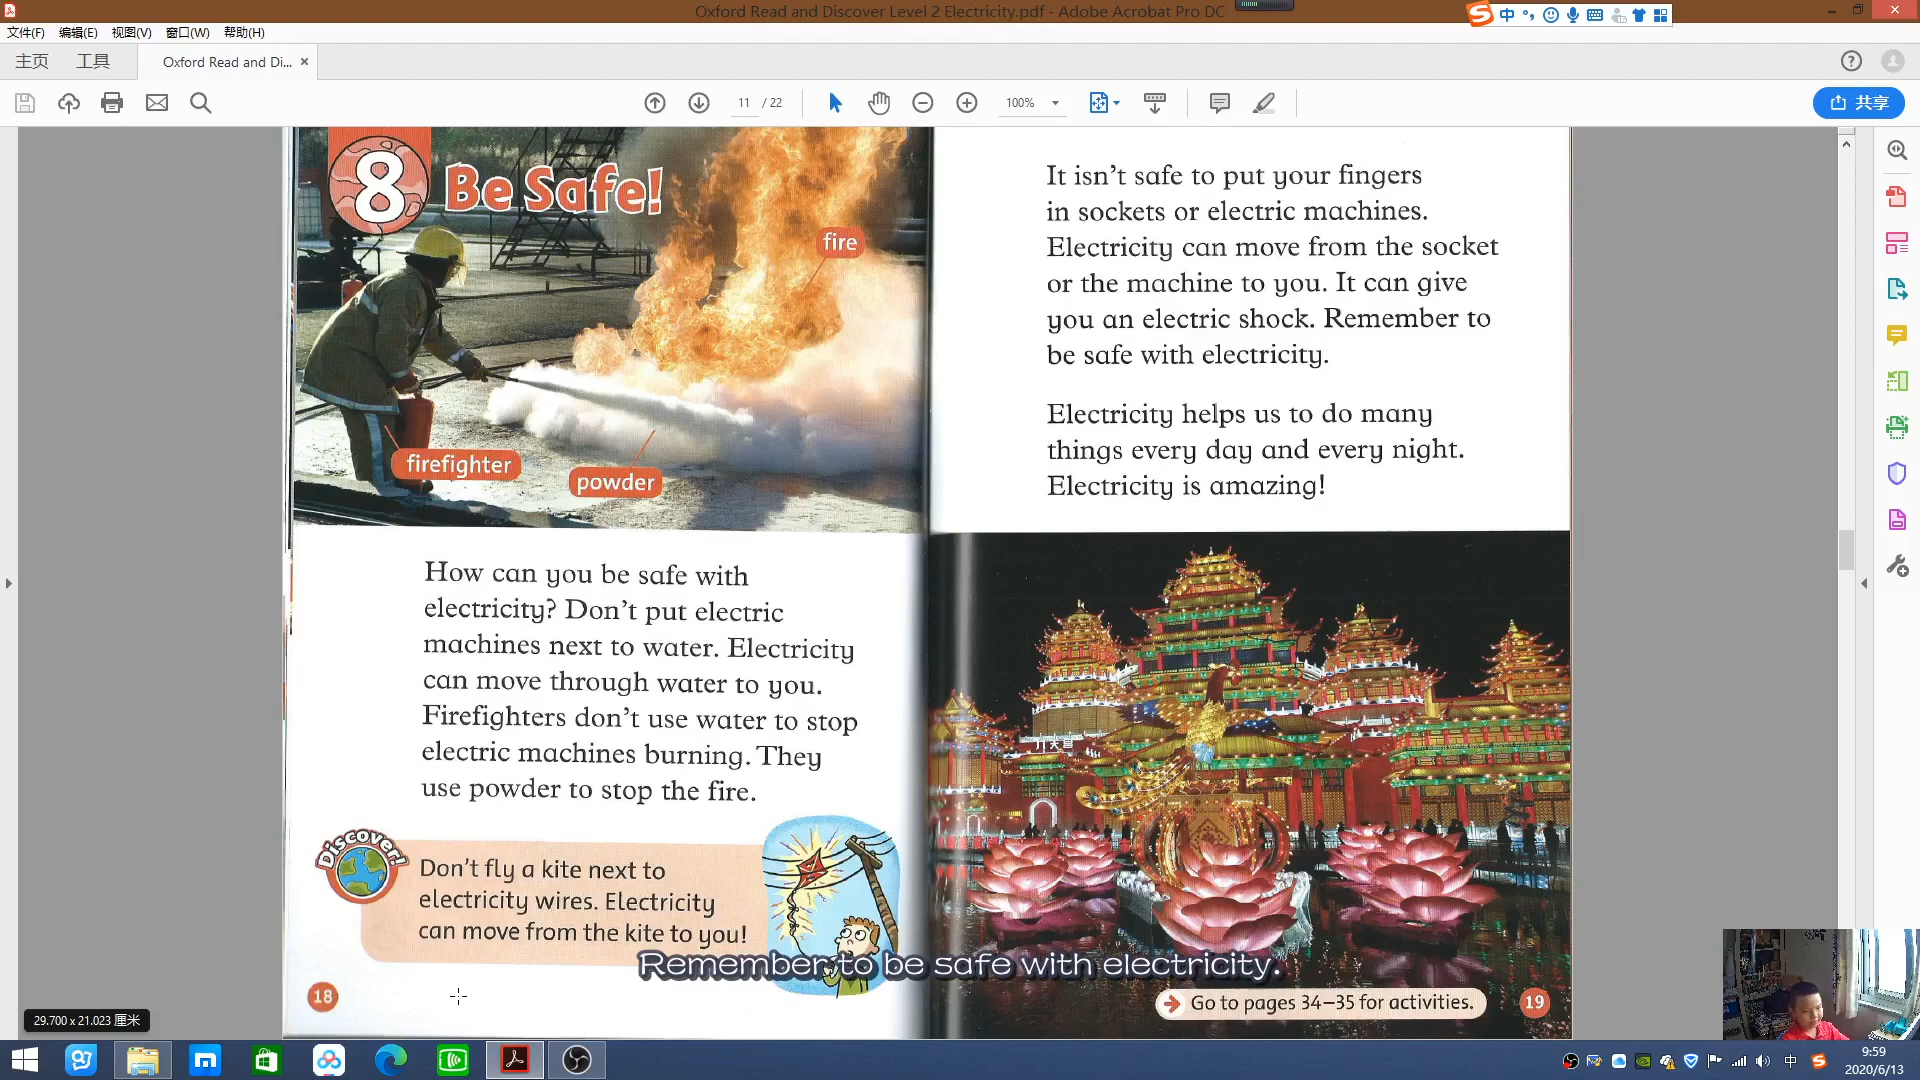 Oxford Read and Discover Level 2 Electricity.pdf - Adobe Acrobat Pro DC
中
文件(F) 编辑(E) 视图(V) 窗口(W) 帮助(H)
主页 工具 Oxford Read and Di... ×
11 / 22
100%
共享
8 Be Safe!
fire
firefighter
powder
How can you be safe with
electricity? Don't put electric
machines next to water. Electricity
can move through water to you.
Firefighters don't use water to stop
electric machines burning. They
use powder to stop the fire.
Discover!
Don't fly a kite next to
electricity wires. Electricity
can move from the kite to you!
18
It isn't safe to put your fingers
in sockets or electric machines.
Electricity can move from the socket
or the machine to you. It can give
you an electric shock. Remember to
be safe with electricity.
Electricity helps us to do many
things every day and every night.
Electricity is amazing!
Go to pages 34–35 for activities.
19
Remember to be safe with electricity.
29.700 x 21.023 厘米
中
9:59
2020/6/13